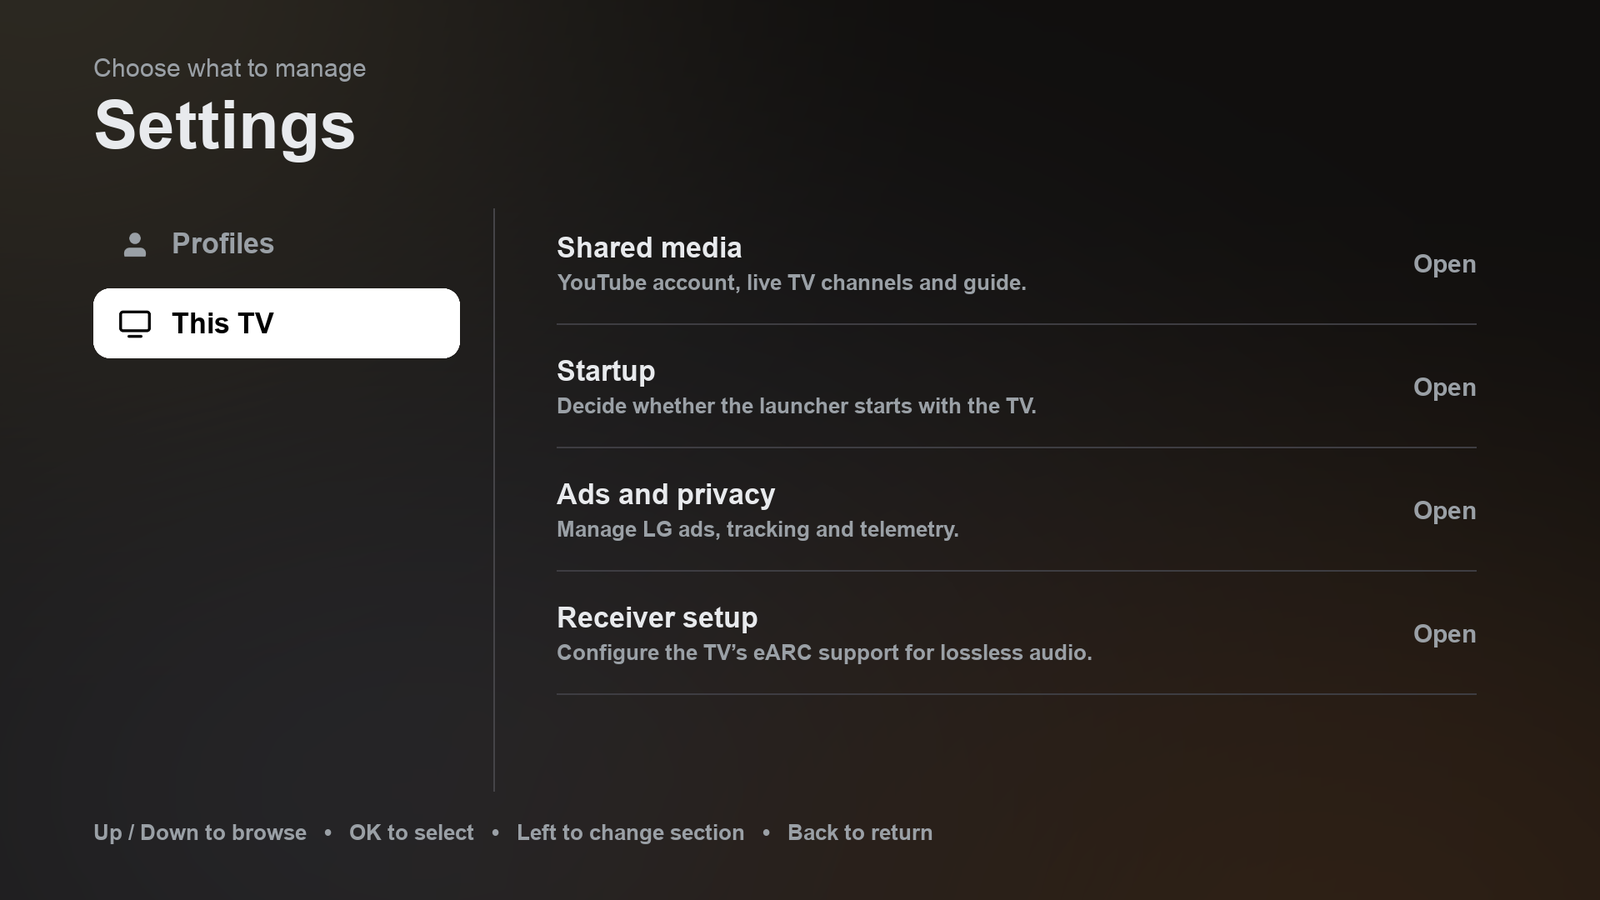 Choose what to manage
Settings
Profiles
This TV
Shared media
YouTube account, live TV channels and guide.
Open
Startup
Decide whether the launcher starts with the TV.
Open
Ads and privacy
Manage LG ads, tracking and telemetry.
Open
Receiver setup
Configure the TV’s eARC support for lossless audio.
Open
Up / Down to browse • OK to select • Left to change section • Back to return